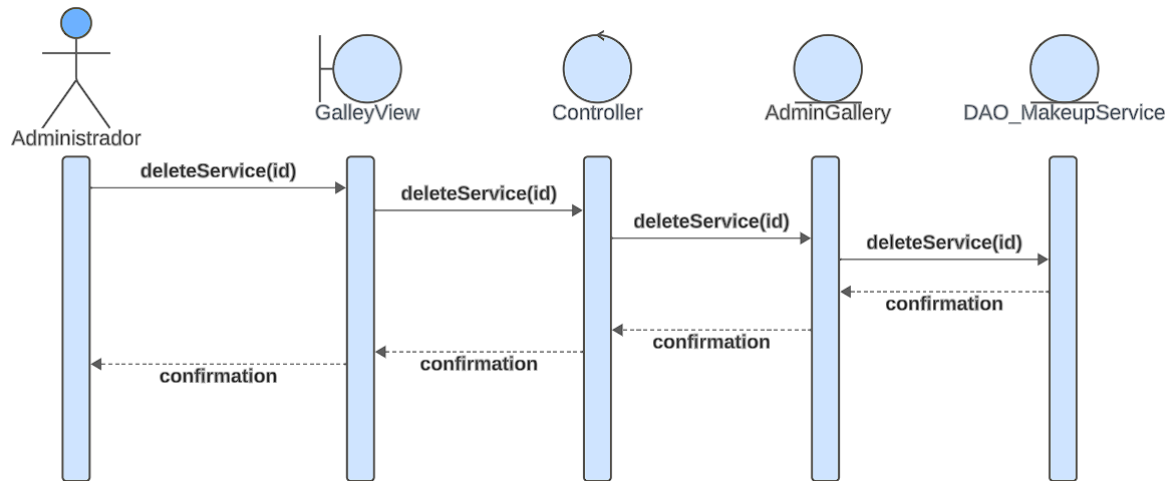 Administrador
GalleyView
Controller
AdminGallery
DAO_MakeupService
deleteService(id)
deleteService(id)
deleteService(id)
deleteService(id)
confirmation
confirmation
confirmation
confirmation